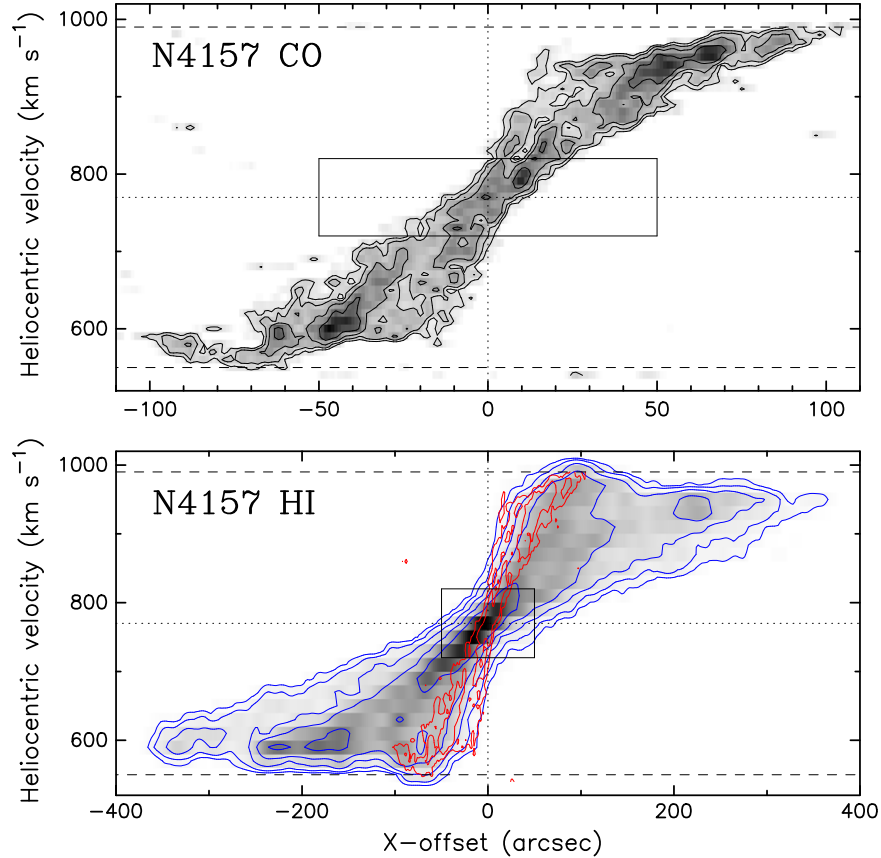 1000
N4157 CO
800
600
Heliocentric velocity (km s⁻¹)
−100 −50 0 50 100
1000
N4157 HI
800
600
Heliocentric velocity (km s⁻¹)
−400 −200 0 200 400
X−offset (arcsec)